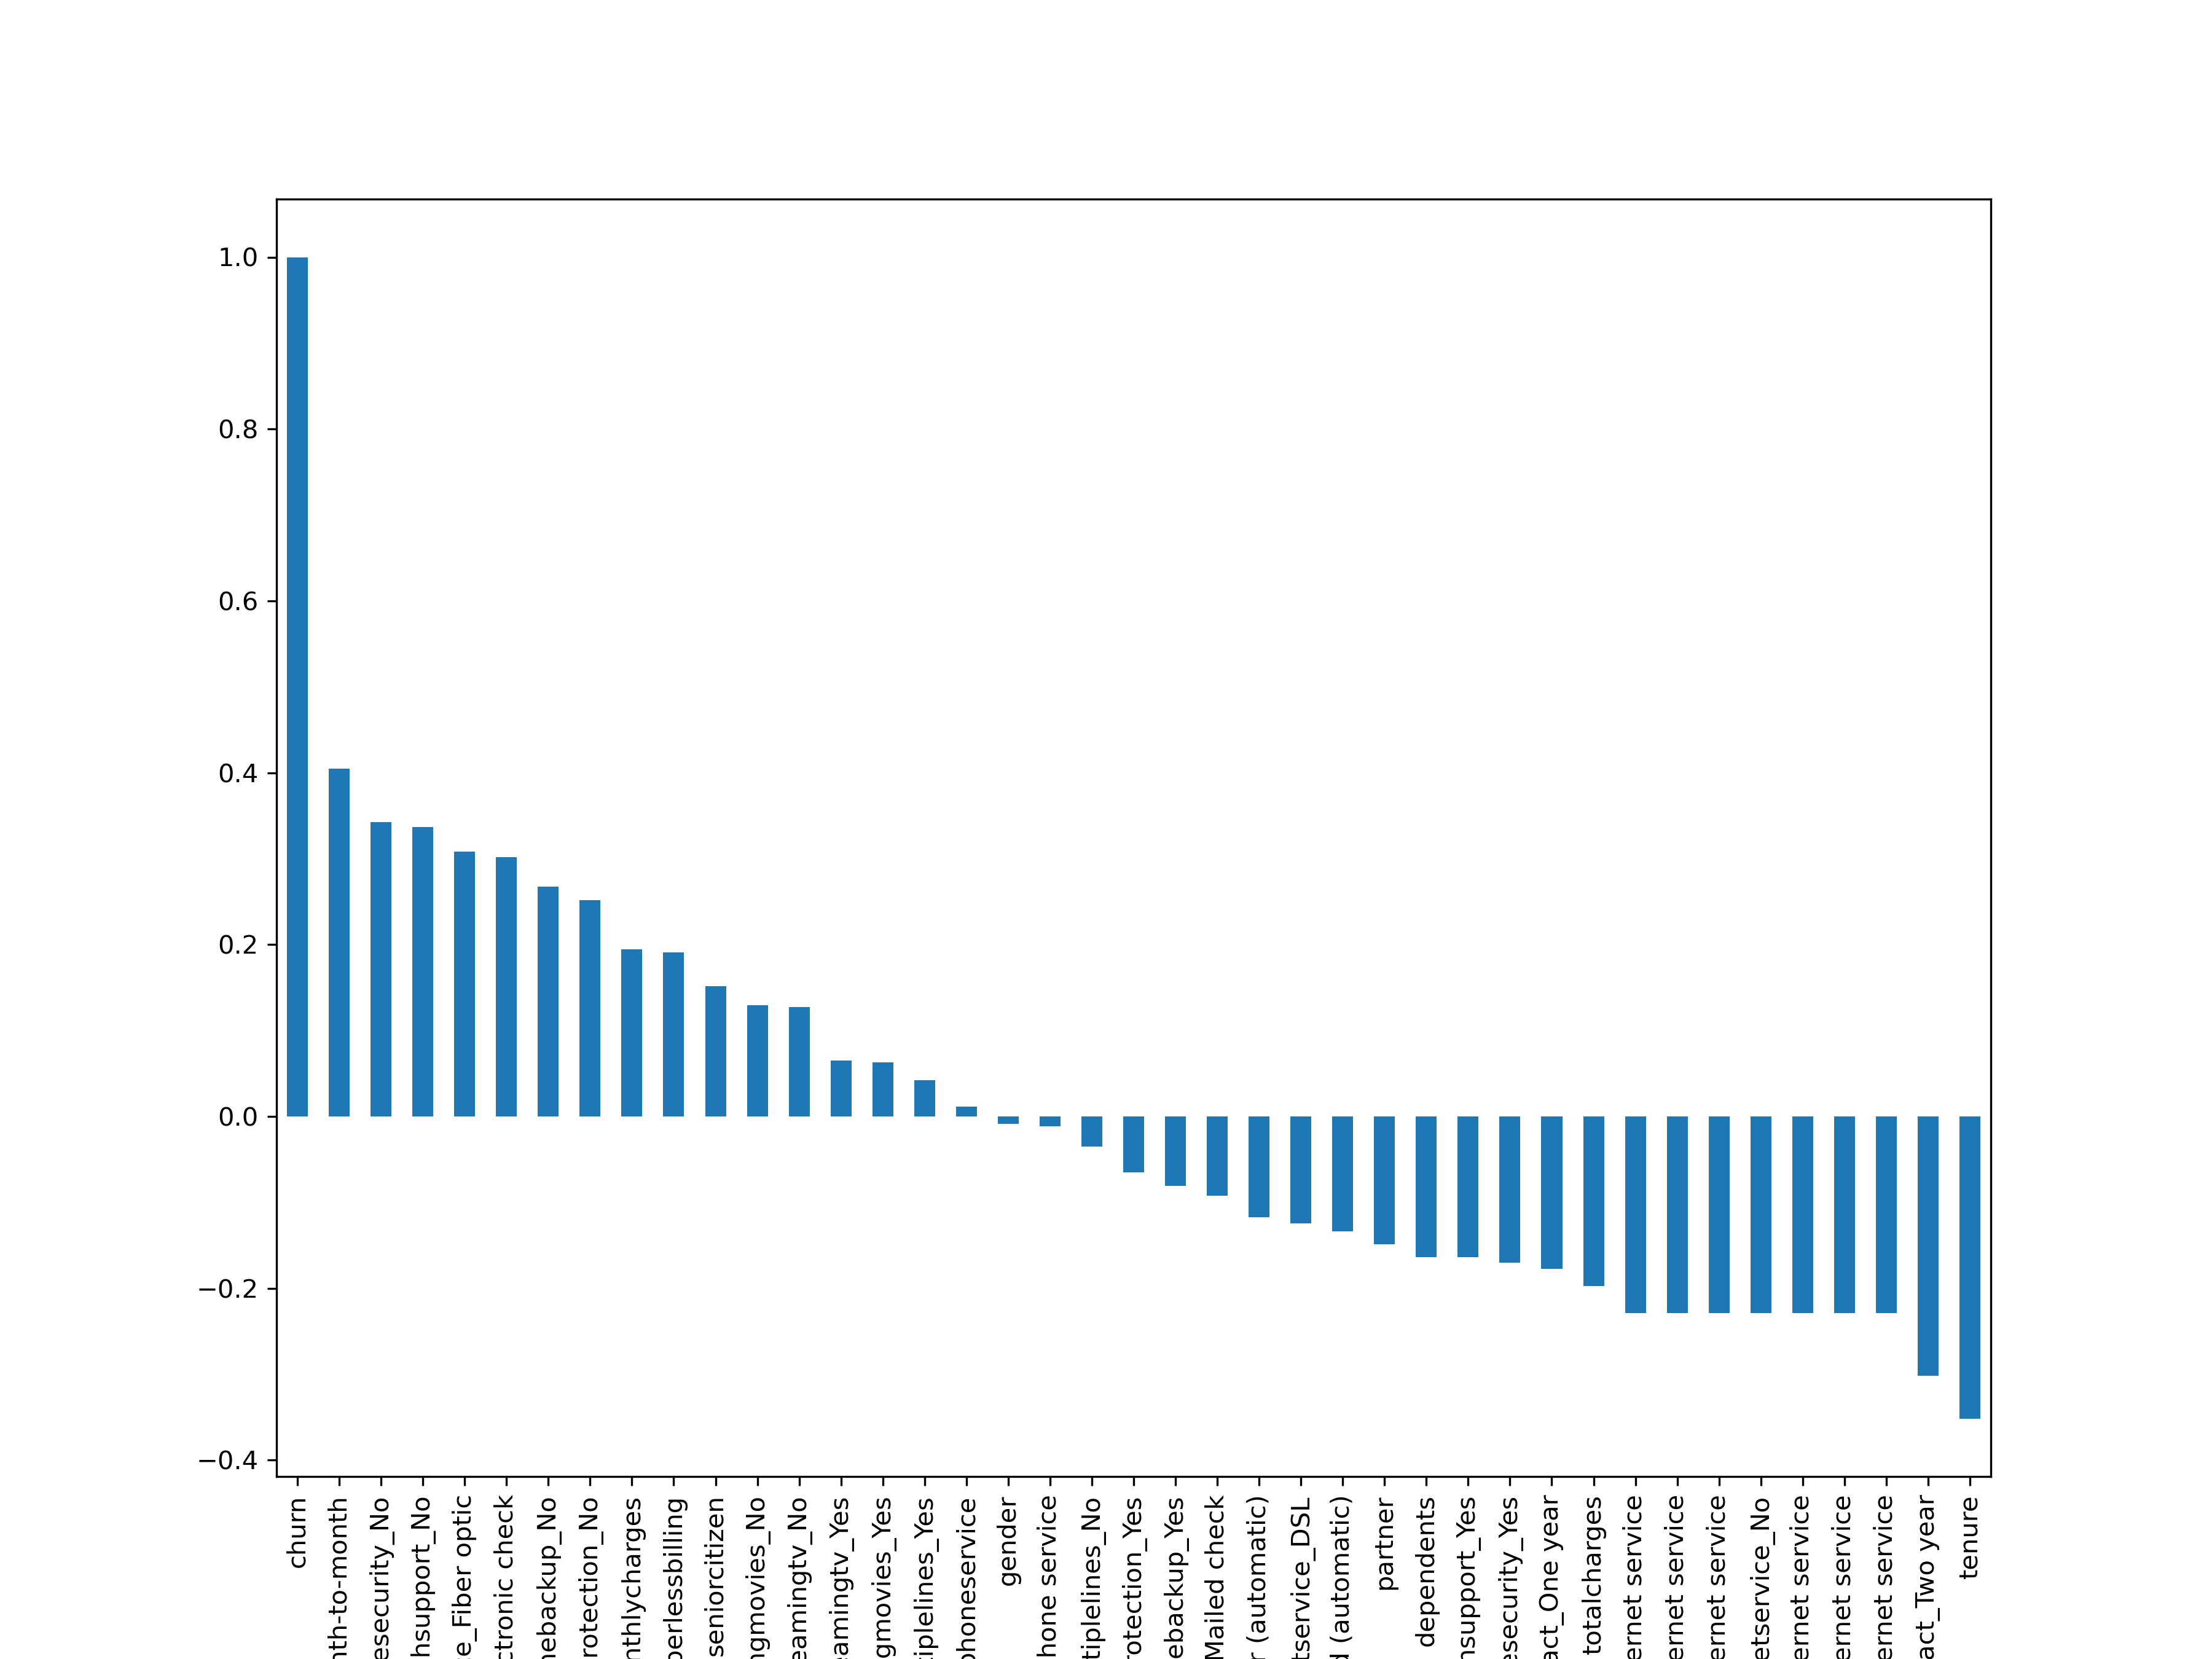 1.0
0.8
0.6
0.4
0.2
0.0
−0.2
−0.4
churn
nth-to-month
esecurity_No
hsupport_No
e_Fiber optic
ctronic check
nebackup_No
rotection_No
nthlycharges
perlessbilling
seniorcitizen
ngmovies_No
eamingtv_No
eamingtv_Yes
gmovies_Yes
tiplelines_Yes
phoneservice
gender
hone service
tiplelines_No
rotection_Yes
ebackup_Yes
Mailed check
r (automatic)
tservice_DSL
d (automatic)
partner
dependents
hsupport_Yes
esecurity_Yes
act_One year
totalcharges
ernet service
ernet service
ernet service
etservice_No
ernet service
ernet service
ernet service
act_Two year
tenure